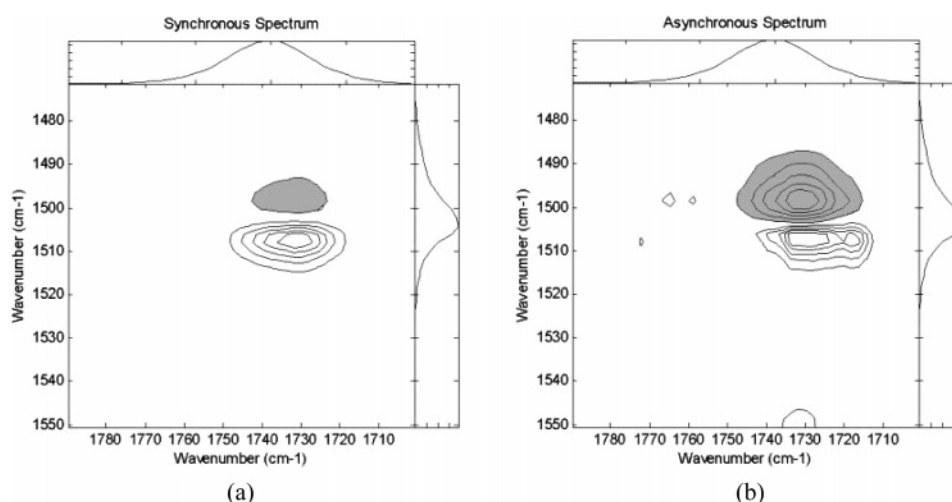 Synchronous Spectrum
1480
1490
1500
1510
1520
1530
1540
1550
Wavenumber (cm-1)
1780 1770 1760 1750 1740 1730 1720 1710
Wavenumber (cm-1)
(a)
Asynchronous Spectrum
1480
1490
1500
1510
1520
1530
1540
1550
Wavenumber (cm-1)
1780 1770 1760 1750 1740 1730 1720 1710
Wavenumber (cm-1)
(b)